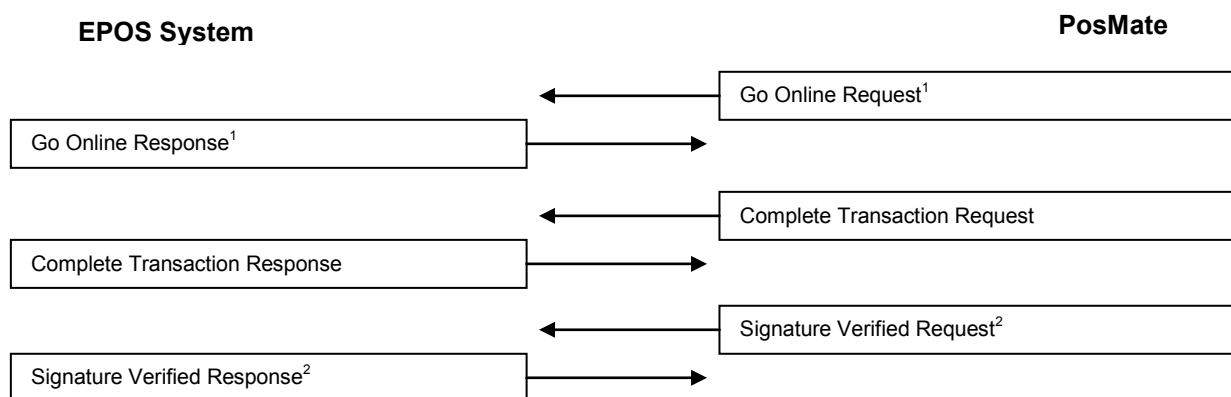 EPOS System
PosMate
Go Online Request¹
Go Online Response¹
Complete Transaction Request
Complete Transaction Response
Signature Verified Request²
Signature Verified Response²